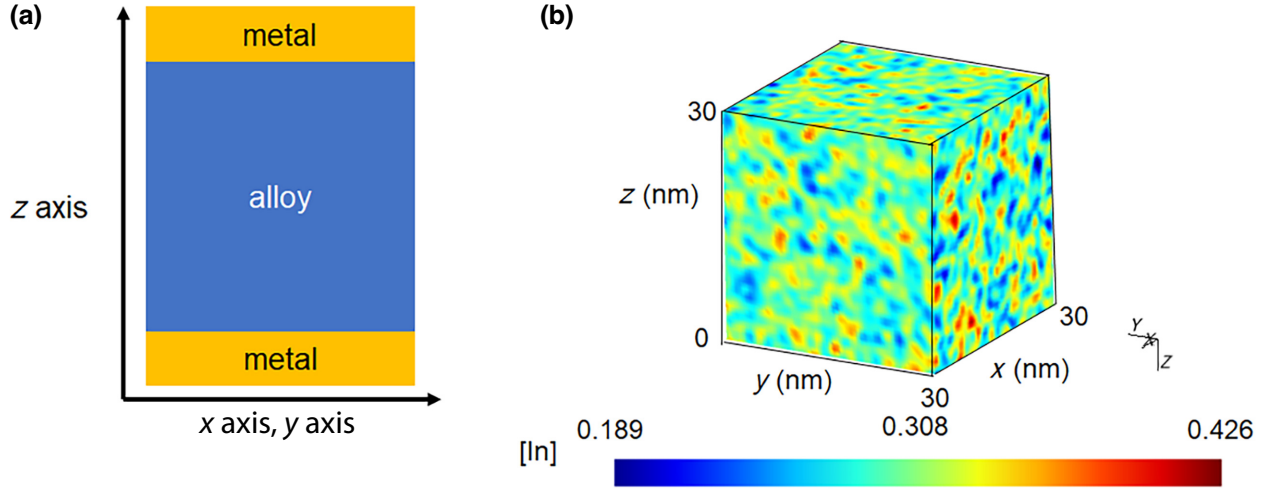 (a)
metal
alloy
metal
z axis
x axis, y axis
(b)
30
z (nm)
0
y (nm)
30
x (nm)
30
Y
X
Z
[In]
0.189
0.308
0.426